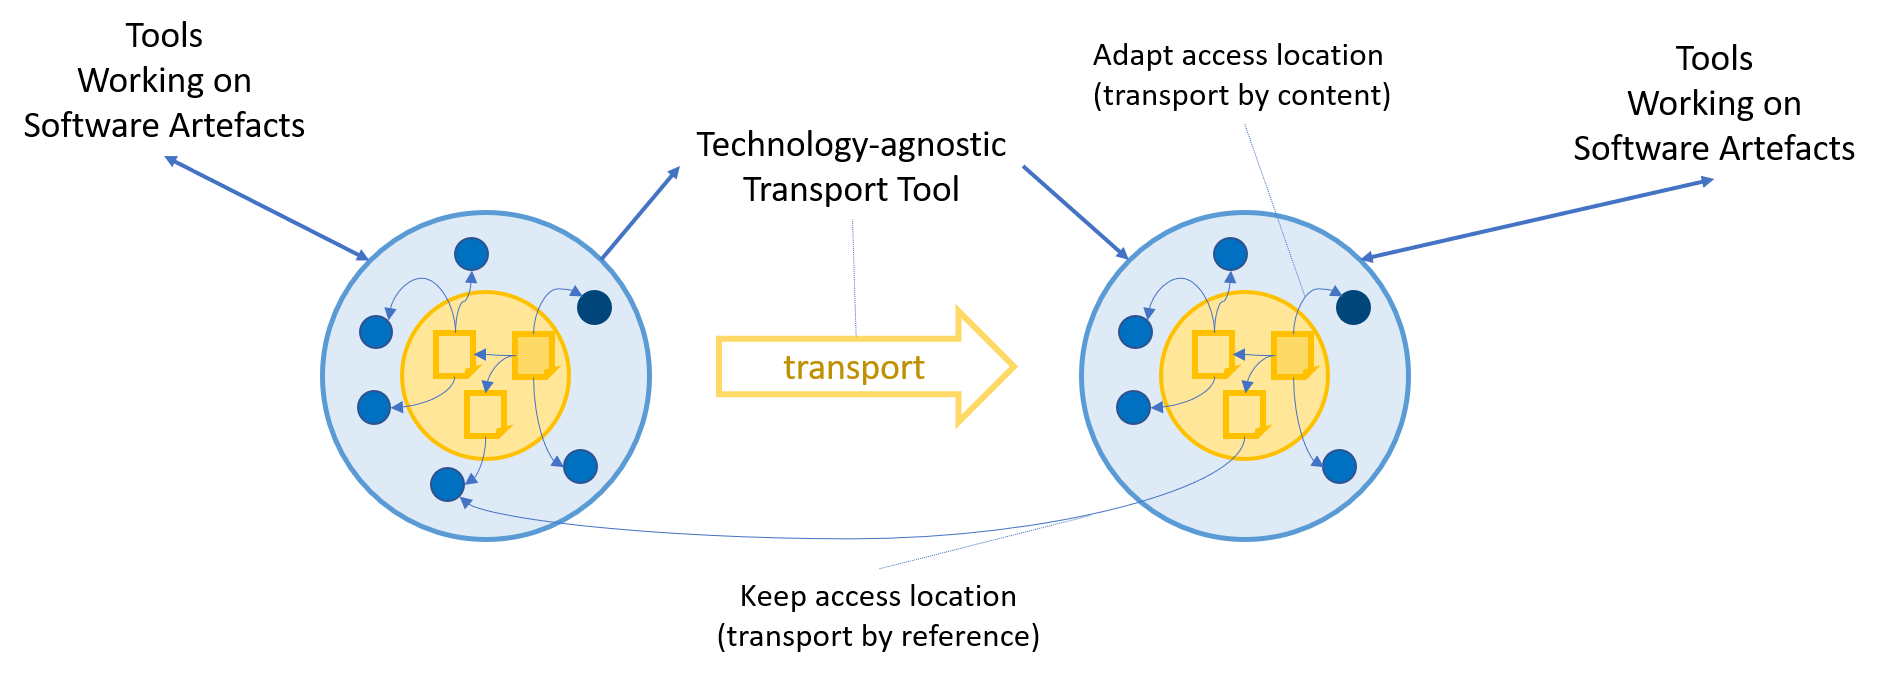 Tools
Working on
Software Artefacts
Technology-agnostic
Transport Tool
Adapt access location
(transport by content)
Tools
Working on
Software Artefacts
transport
Keep access location
(transport by reference)